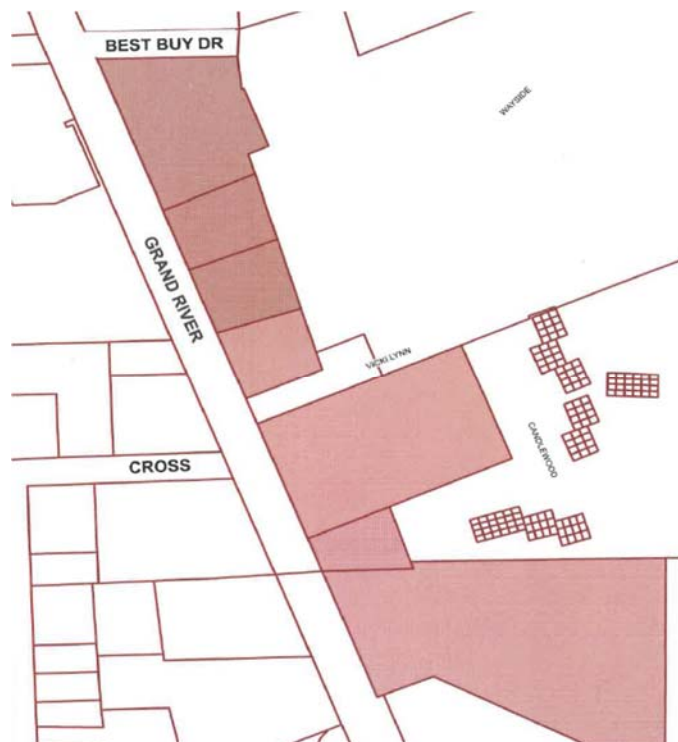 BEST BUY DR
WAYSIDE
GRAND RIVER
VICKI LYNN
CANDLEWOOD
CROSS